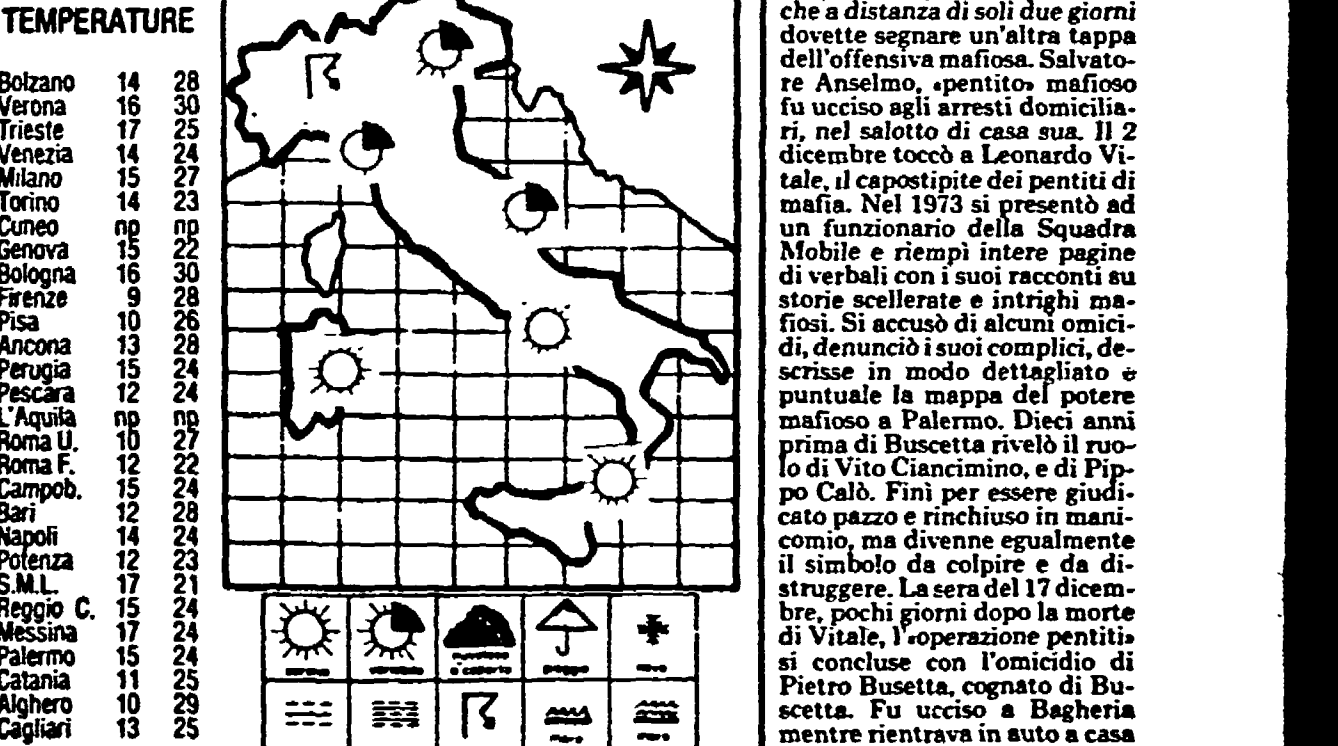 TEMPERATURE
Bolzano 14 28
Verona 16 30
Trieste 17 25
Venezia 14 24
Milano 15 27
Torino 14 23
Cuneo np np
Genova 15 22
Bologna 16 30
Firenze 9 28
Pisa 10 26
Ancona 13 28
Perugia 15 24
Pescara 12 24
L'Aquila np np
Roma U. 10 27
Roma F. 12 22
Campob. 15 24
Bari 12 28
Napoli 14 24
Potenza 12 23
S.M.L. 17 21
Reggio C. 15 24
Messina 17 24
Palermo 15 24
Catania 11 25
Alghero 10 29
Cagliari 13 25
che a distanza di soli due giorni
dovette segnare un'altra tappa
dell'offensiva mafiosa. Salvato-
re Anselmo, «pentito» mafioso
fu ucciso agli arresti domicilia-
ri, nel salotto di casa sua. Il 2
dicembre toccò a Leonardo Vi-
tale, il capostipite dei pentiti di
mafia. Nel 1973 si presentò ad
un funzionario della Squadra
Mobile e riempì intere pagine
di verbali con i suoi racconti su
storie scellerate e intrighi ma-
fiosi. Si accusò di alcuni omici-
di, denunciò i suoi complici, de-
scrisse in modo dettagliato e
puntuale la mappa del potere
mafioso a Palermo. Dieci anni
prima di Buscetta rivelò il ruo-
lo di Vito Ciancimino, e di Pip-
po Calò. Finì per essere giudi-
cato pazzo e rinchiuso in mani-
comio, ma divenne egualmente
il simbolo da colpire e da di-
struggere. La sera del 17 dicem-
bre, pochi giorni dopo la morte
di Vitale, l'«operazione pentiti»
si concluse con l'omicidio di
Pietro Busetta, cognato di Bu-
scetta. Fu ucciso a Bagheria
mentre rientrava in auto a casa